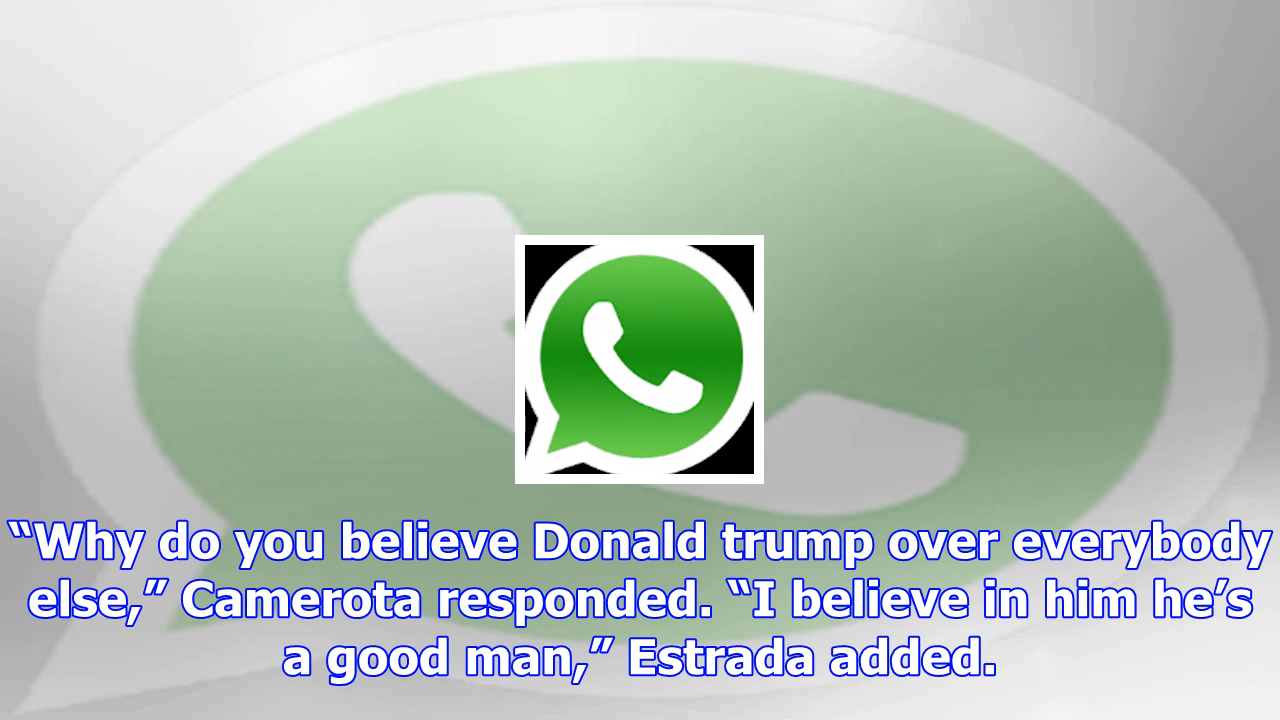 “Why do you believe Donald trump over everybody
else,” Camerota responded. “I believe in him he’s
a good man,” Estrada added.